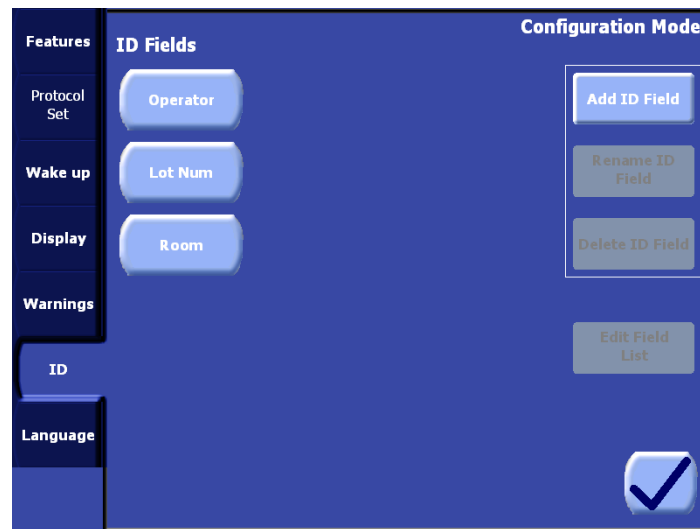 Configuration Mode
Features
ID Fields
Protocol
Set
Operator
Add ID Field
Wake up
Lot Num
Rename ID
Field
Display
Room
Delete ID Field
Warnings
Edit Field
List
ID
Language